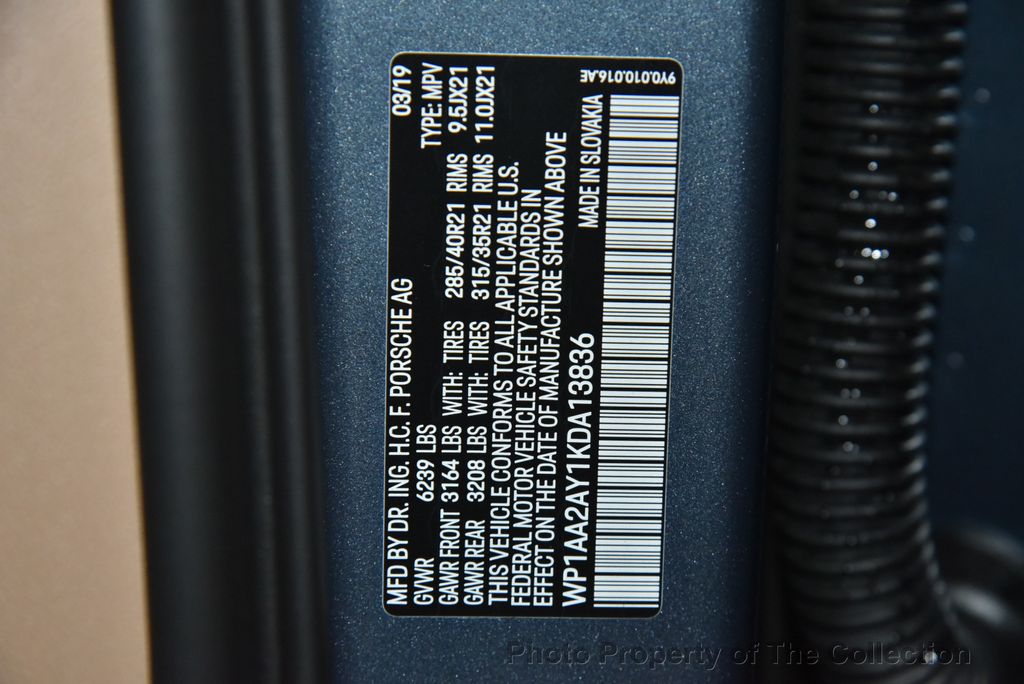 MFD BY DR. ING. H.C. F. PORSCHE AG 03/19
GVWR 6239 LBS TYPE: MPV
GAWR FRONT 3164 LBS WITH: TIRES 285/40R21 RIMS 9.5JX21
GAWR REAR 3208 LBS WITH: TIRES 315/35R21 RIMS 11.0JX21
THIS VEHICLE CONFORMS TO ALL APPLICABLE U.S.
FEDERAL MOTOR VEHICLE SAFETY STANDARDS IN
EFFECT ON THE DATE OF MANUFACTURE SHOWN ABOVE
WP1AA2AY1KDA13836 MADE IN SLOVAKIA
9Y0.010.016.AE
Photo Property of The Collection